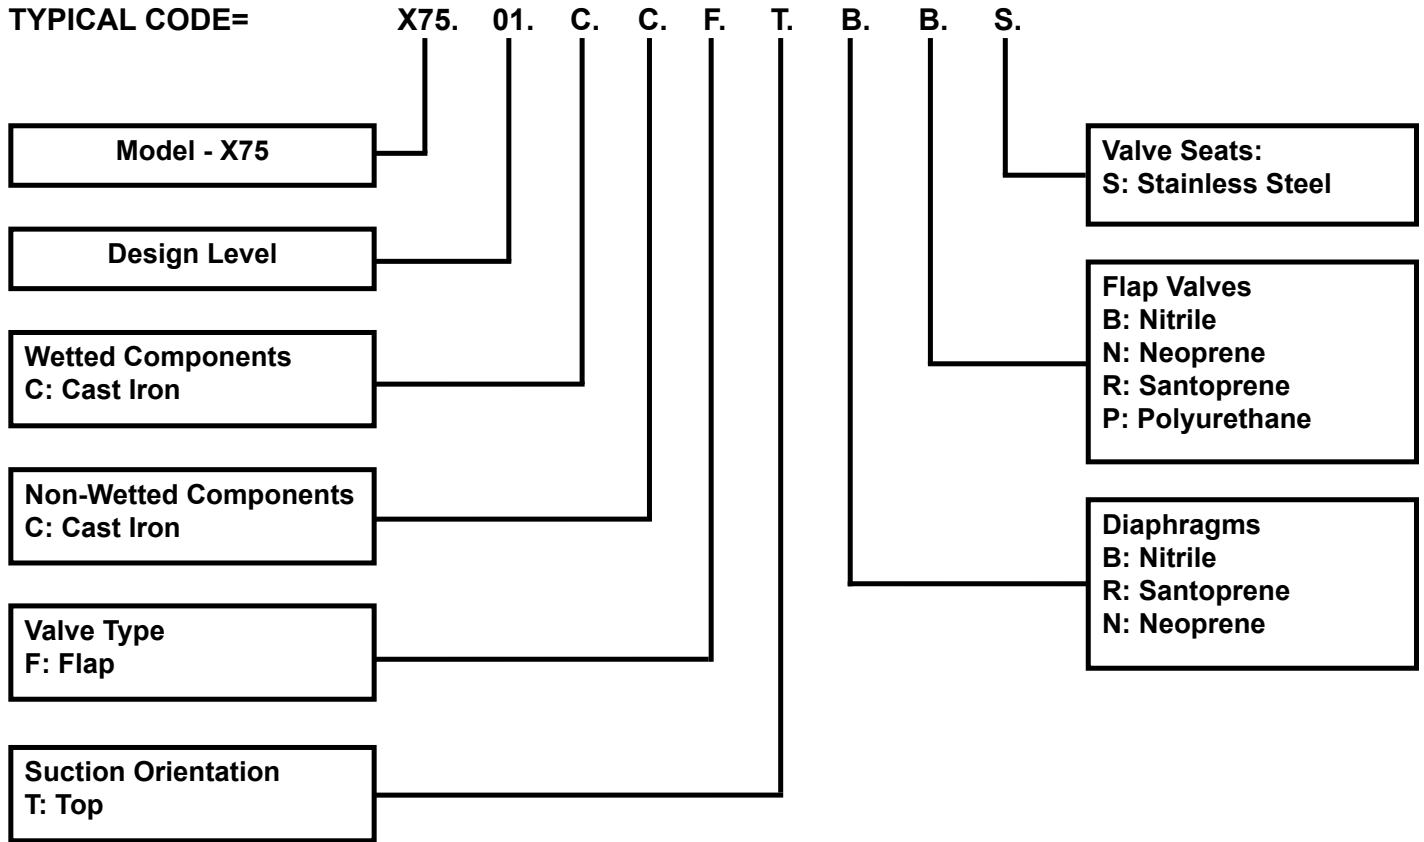 TYPICAL CODE= X75. 01. C. C. F. T. B. B. S.
Model - X75
Design Level
Wetted Components
C: Cast Iron
Non-Wetted Components
C: Cast Iron
Valve Type
F: Flap
Suction Orientation
T: Top
Valve Seats:
S: Stainless Steel
Flap Valves
B: Nitrile
N: Neoprene
R: Santoprene
P: Polyurethane
Diaphragms
B: Nitrile
R: Santoprene
N: Neoprene